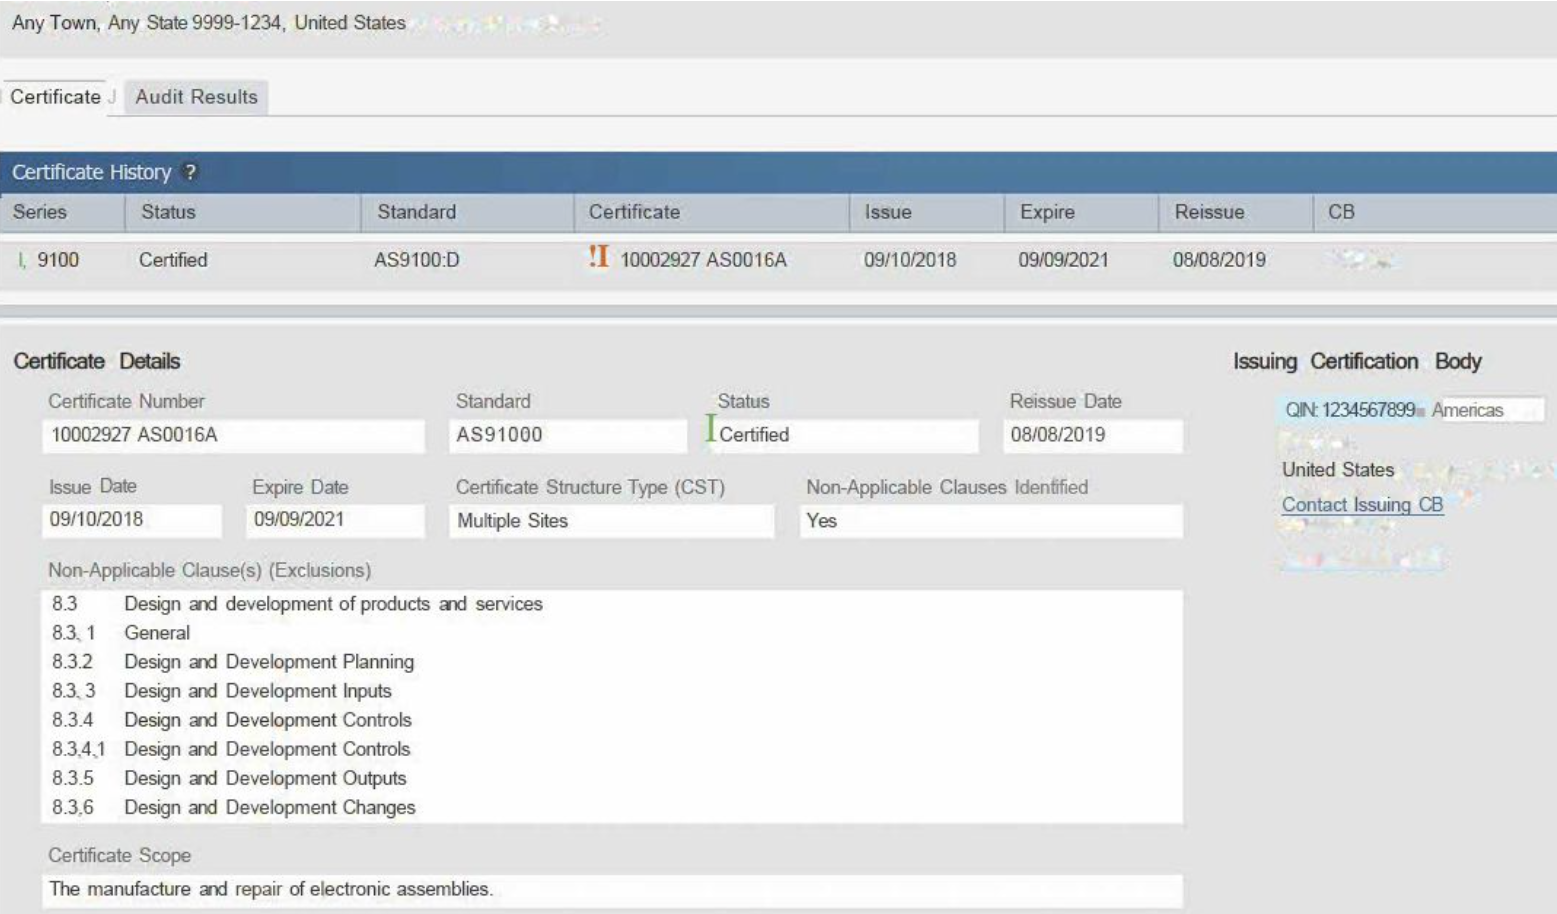 Any Town, Any State 9999-1234, United States
Certificate J Audit Results
Certificate History ?
Series Status Standard Certificate Issue Expire Reissue CB
I, 9100 Certified AS9100:D !I 10002927 AS0016A 09/10/2018 09/09/2021 08/08/2019
Certificate Details
Issuing Certification Body
Certificate Number Standard Status Reissue Date
QIN: 1234567899 Americas
10002927 AS0016A AS91000 I Certified 08/08/2019
United States
Issue Date Expire Date Certificate Structure Type (CST) Non-Applicable Clauses Identified
Contact Issuing CB
09/10/2018 09/09/2021 Multiple Sites Yes
Non-Applicable Clause(s) (Exclusions)
8.3 Design and development of products and services
8.3, 1 General
8.3.2 Design and Development Planning
8.3, 3 Design and Development Inputs
8.3.4 Design and Development Controls
8.3,4,1 Design and Development Controls
8.3.5 Design and Development Outputs
8.3,6 Design and Development Changes
Certificate Scope
The manufacture and repair of electronic assemblies.